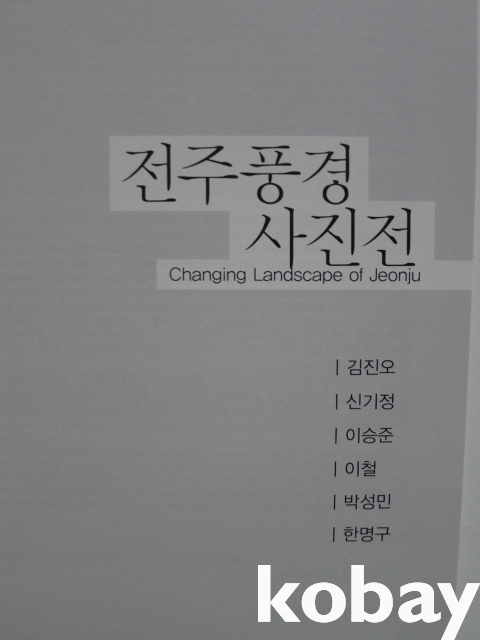 전주풍경
사진전
Changing Landscape of Jeonju
| 김진오
| 신기정
| 이승준
| 이철
| 박성민
| 한명구
kobay